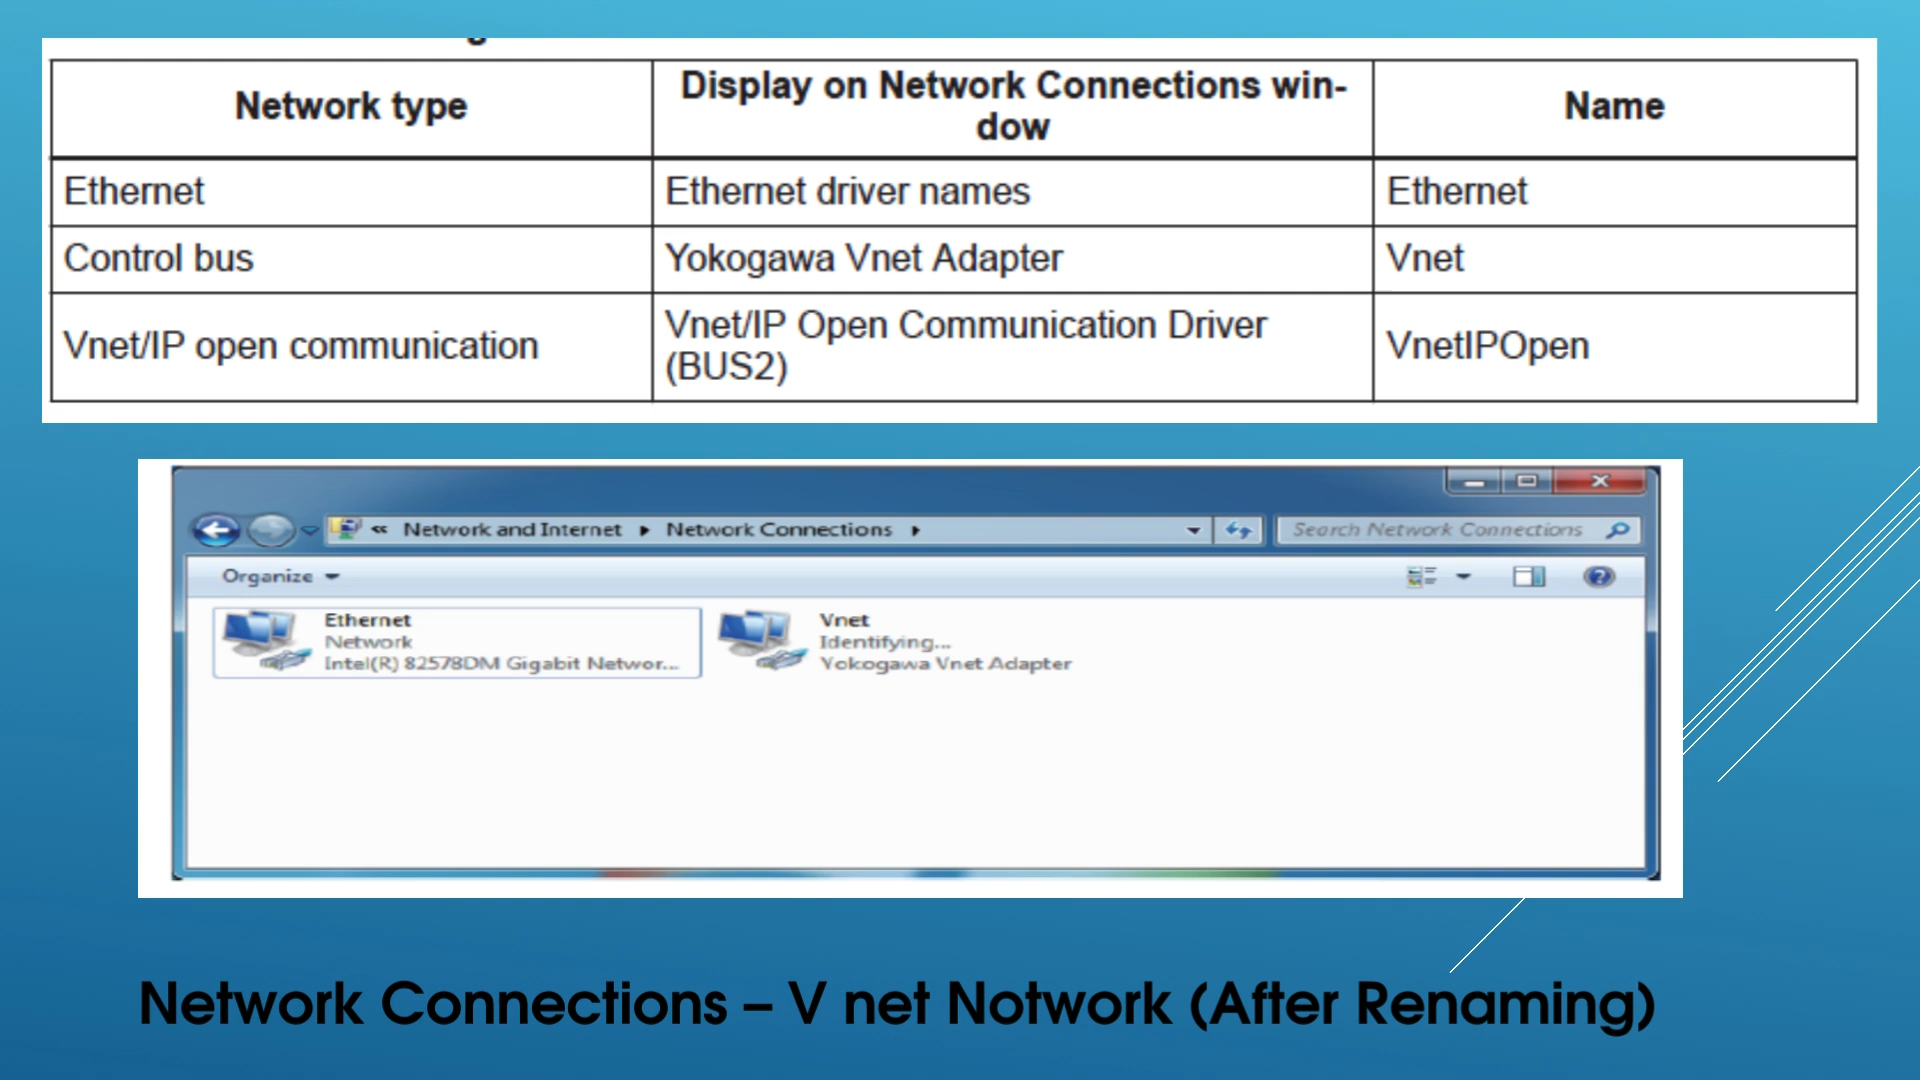 Network type
Display on Network Connections win-
dow
Name
Ethernet
Ethernet driver names
Ethernet
Control bus
Yokogawa Vnet Adapter
Vnet
Vnet/IP open communication
Vnet/IP Open Communication Driver
(BUS2)
VnetIPOpen
« Network and Internet ▸ Network Connections ▸
Search Network Connections
Organize
Ethernet
Network
Intel(R) 82578DM Gigabit Networ...
Vnet
Identifying...
Yokogawa Vnet Adapter
Network Connections – V net Notwork (After Renaming)